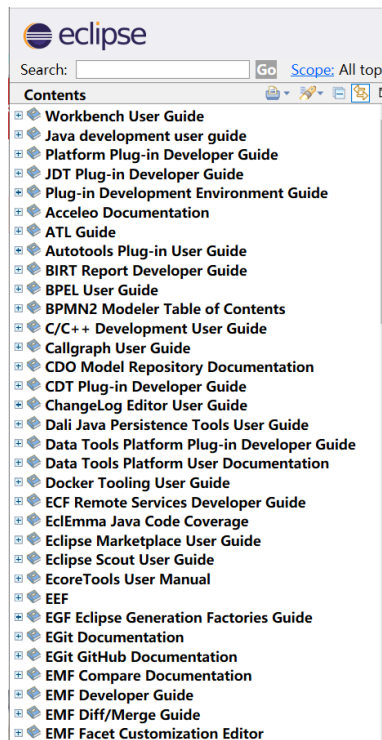 eclipse
Search: Go Scope: All top
Contents
Workbench User Guide
Java development user guide
Platform Plug-in Developer Guide
JDT Plug-in Developer Guide
Plug-in Development Environment Guide
Acceleo Documentation
ATL Guide
Autotools Plug-in User Guide
BIRT Report Developer Guide
BPEL User Guide
BPMN2 Modeler Table of Contents
C/C++ Development User Guide
Callgraph User Guide
CDO Model Repository Documentation
CDT Plug-in Developer Guide
ChangeLog Editor User Guide
Dali Java Persistence Tools User Guide
Data Tools Platform Plug-in Developer Guide
Data Tools Platform User Documentation
Docker Tooling User Guide
ECF Remote Services Developer Guide
EclEmma Java Code Coverage
Eclipse Marketplace User Guide
Eclipse Scout User Guide
EcoreTools User Manual
EEF
EGF Eclipse Generation Factories Guide
EGit Documentation
EGit GitHub Documentation
EMF Compare Documentation
EMF Developer Guide
EMF Diff/Merge Guide
EMF Facet Customization Editor